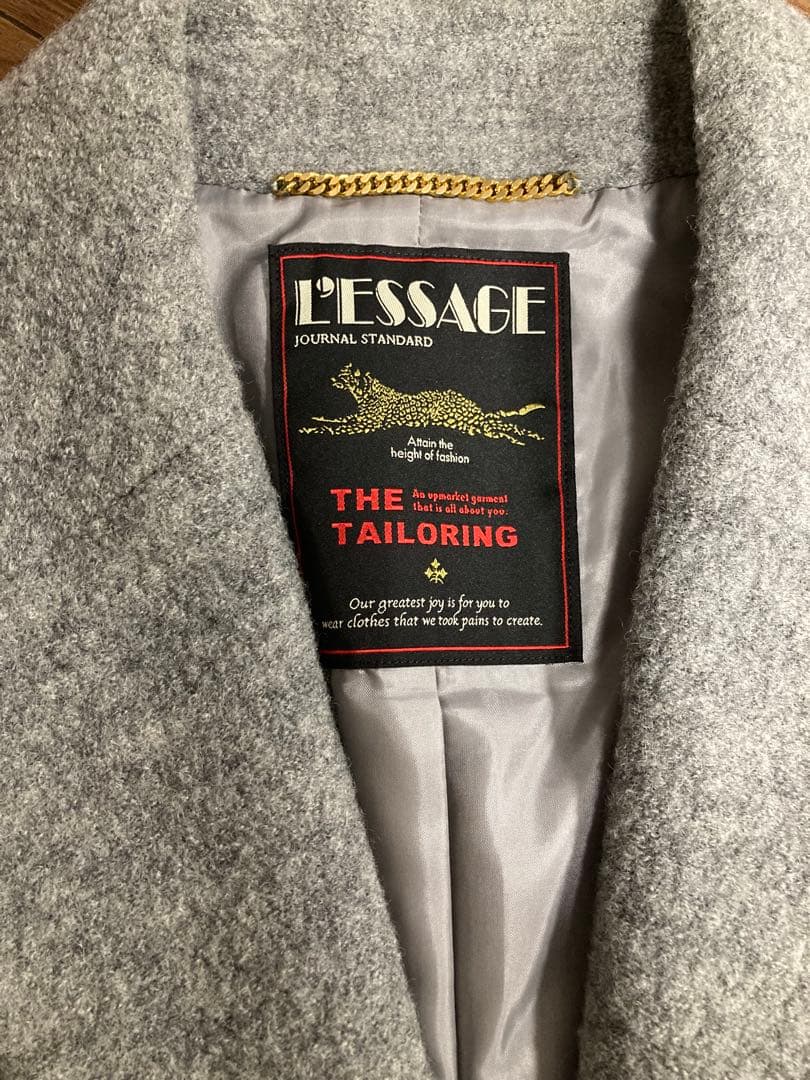 L'ESSAGE
JOURNAL STANDARD
Attain the
height of fashion
THE An upmarket garment
that is all about you.
TAILORING
Our greatest joy is for you to
wear clothes that we took pains to create.